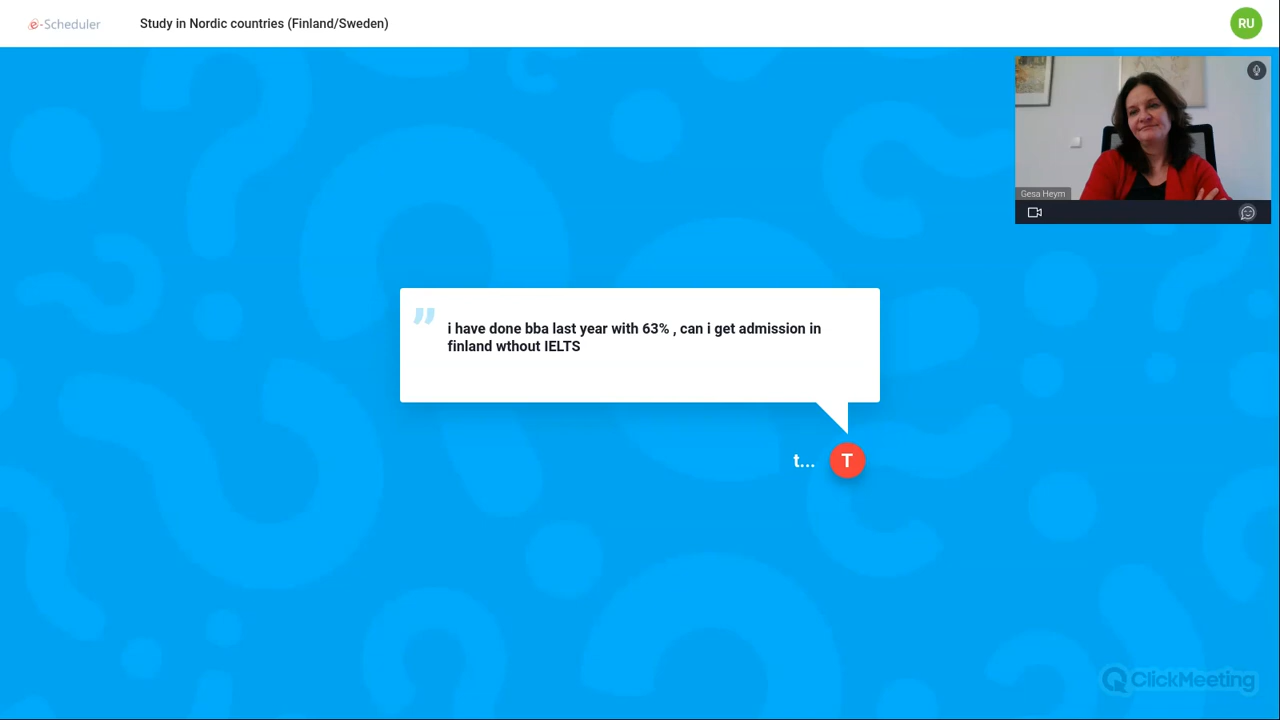 e-Scheduler
Study in Nordic countries (Finland/Sweden)
RU
Gesa Heym
i have done bba last year with 63% , can i get admission in
finland wthout IELTS
t...
T
ClickMeeting